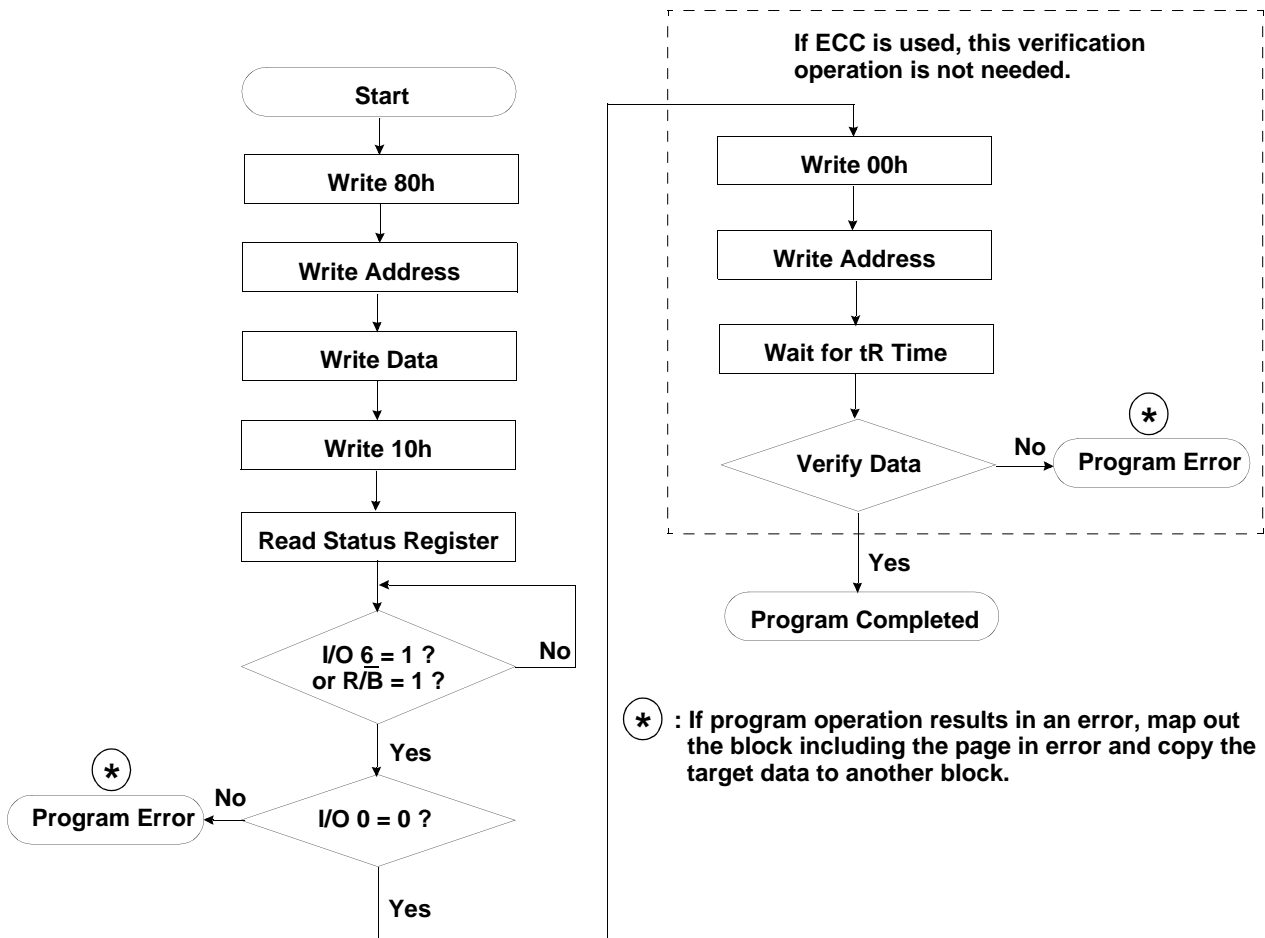 Start
Write 80h
Write Address
Write Data
Write 10h
Read Status Register
I/O 6 = 1 ?
or R/B̅ = 1 ?
No
Yes
*
Program Error
No
I/O 0 = 0 ?
Yes
If ECC is used, this verification
operation is not needed.
Write 00h
Write Address
Wait for tR Time
Verify Data
No
*
Program Error
Yes
Program Completed
* : If program operation results in an error, map out
the block including the page in error and copy the
target data to another block.